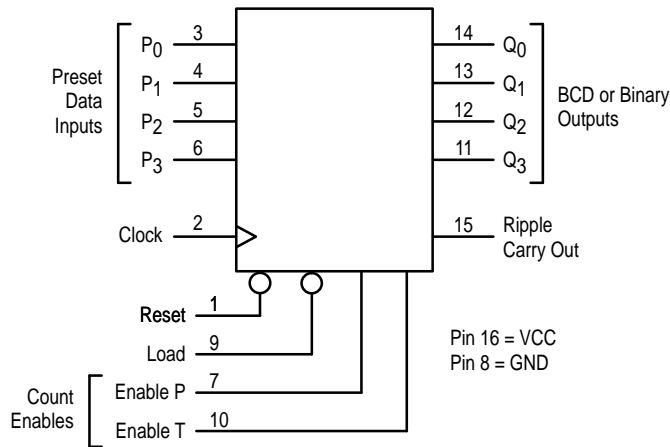 Preset
Data
Inputs
P0 3
P1 4
P2 5
P3 6
14 Q0
13 Q1
12 Q2
11 Q3
BCD or Binary
Outputs
Clock 2
15 Ripple
Carry Out
Reset 1
Load 9
Pin 16 = VCC
Pin 8 = GND
Count
Enables
Enable P 7
Enable T 10